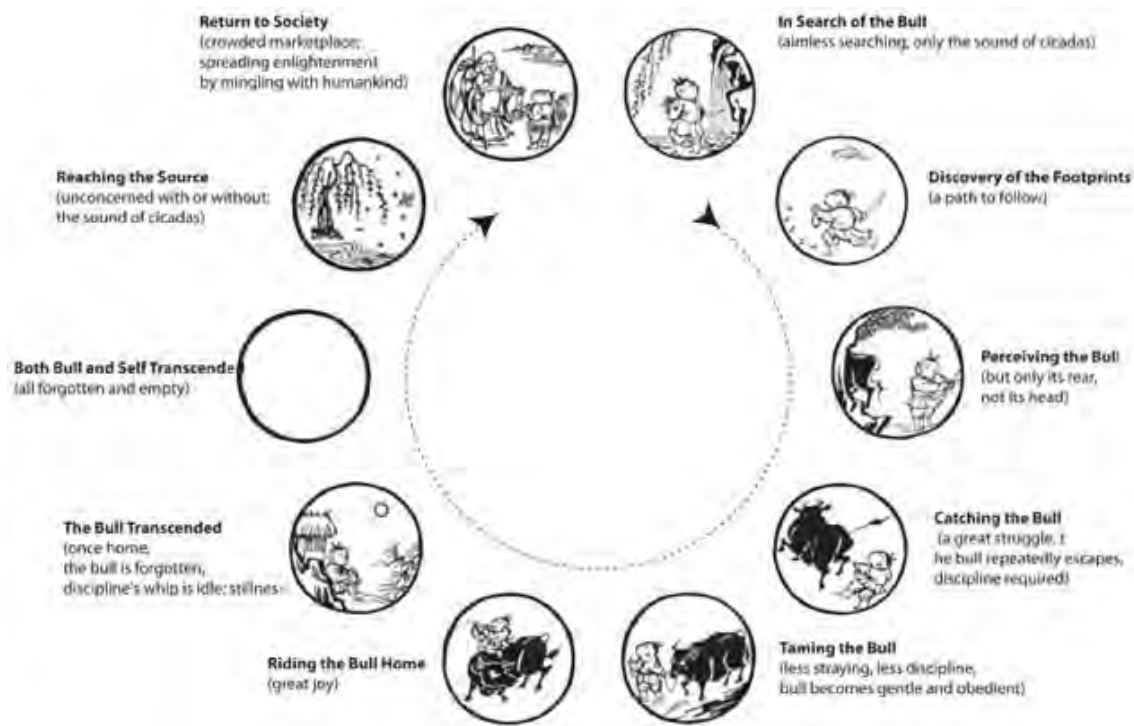 In Search of the Bull
(aimless searching, only the sound of cicadas)
Discovery of the Footprints
(a path to follow)
Perceiving the Bull
(but only its rear,
not its head)
Catching the Bull
(a great struggle, t
he bull repeatedly escapes,
discipline required)
Taming the Bull
(less straying, less discipline,
bull becomes gentle and obedient)
Riding the Bull Home
(great joy)
The Bull Transcended
(once home,
the bull is forgotten,
discipline's whip is idle; stillnes
Both Bull and Self Transcende
(all forgotten and empty)
Reaching the Source
(unconcerned with or without;
the sound of cicadas)
Return to Society
(crowded marketplace;
spreading enlightenment
by mingling with humankind)